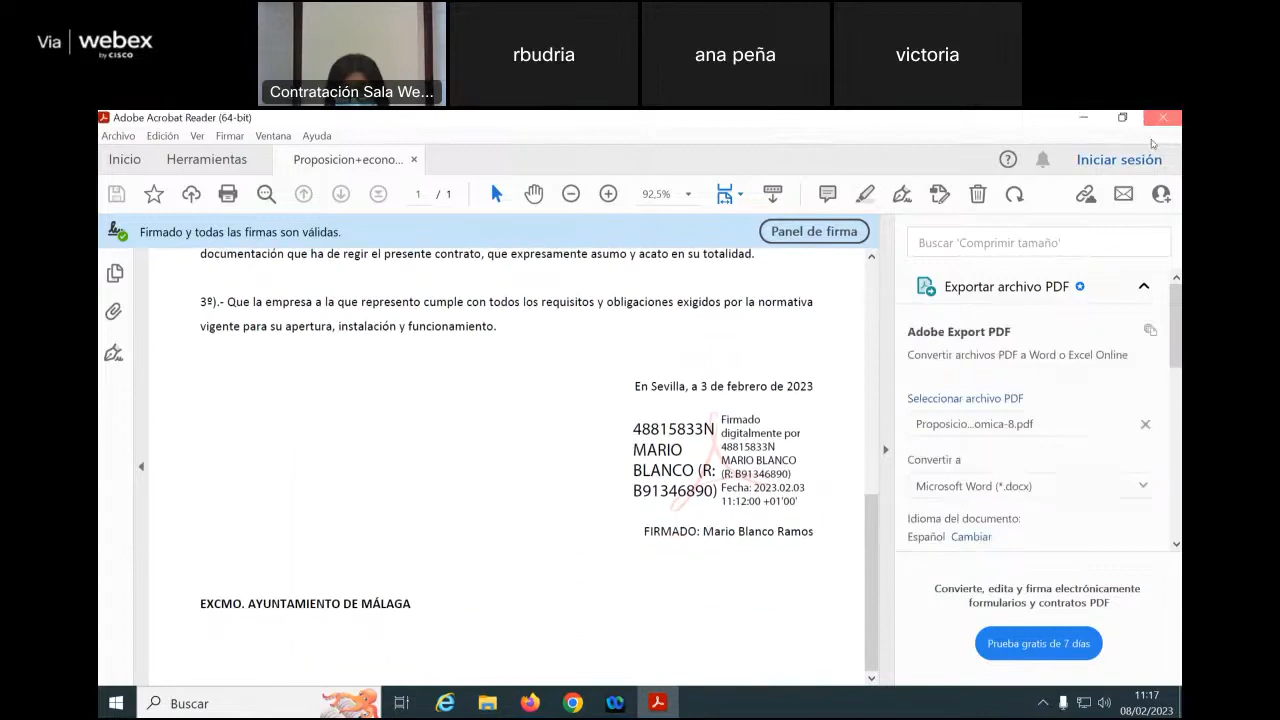 Via webex
by CISCO
Contratación Sala We...
rbudria
ana peña
victoria
Adobe Acrobat Reader (64-bit)
Archivo Edición Ver Firmar Ventana Ayuda
Inicio Herramientas Proposicion+econo... × Iniciar sesión
1 / 1 92,5%
Firmado y todas las firmas son válidas. Panel de firma
documentación que ha de regir el presente contrato, que expresamente asumo y acato en su totalidad.
3º).- Que la empresa a la que represento cumple con todos los requisitos y obligaciones exigidos por la normativa
vigente para su apertura, instalación y funcionamiento.
En Sevilla, a 3 de febrero de 2023
48815833N
MARIO
BLANCO (R:
B91346890)
Firmado
digitalmente por
48815833N
MARIO BLANCO
(R: B91346890)
Fecha: 2023.02.03
11:12:00 +01'00'
FIRMADO: Mario Blanco Ramos
EXCMO. AYUNTAMIENTO DE MÁLAGA
Buscar 'Comprimir tamaño'
Exportar archivo PDF
Adobe Export PDF
Convertir archivos PDF a Word o Excel Online
Seleccionar archivo PDF
Proposicio...omica-8.pdf
Convertir a
Microsoft Word (*.docx)
Idioma del documento:
Español Cambiar
Convierte, edita y firma electrónicamente
formularios y contratos PDF
Prueba gratis de 7 días
Buscar
11:17
08/02/2023